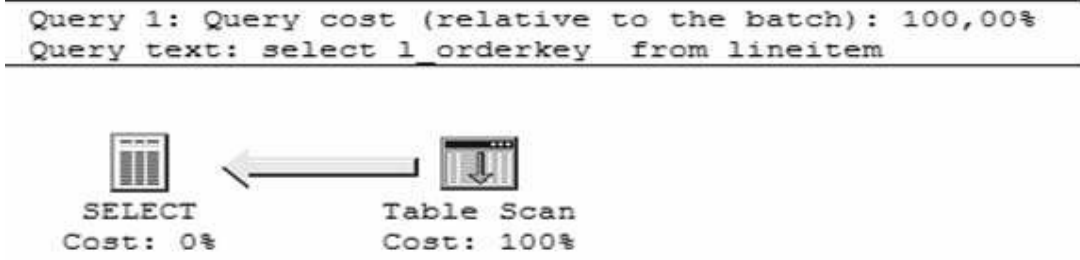 Query 1: Query cost (relative to the batch): 100,00%
Query text: select l_orderkey from lineitem
SELECT
Cost: 0%
Table Scan
Cost: 100%